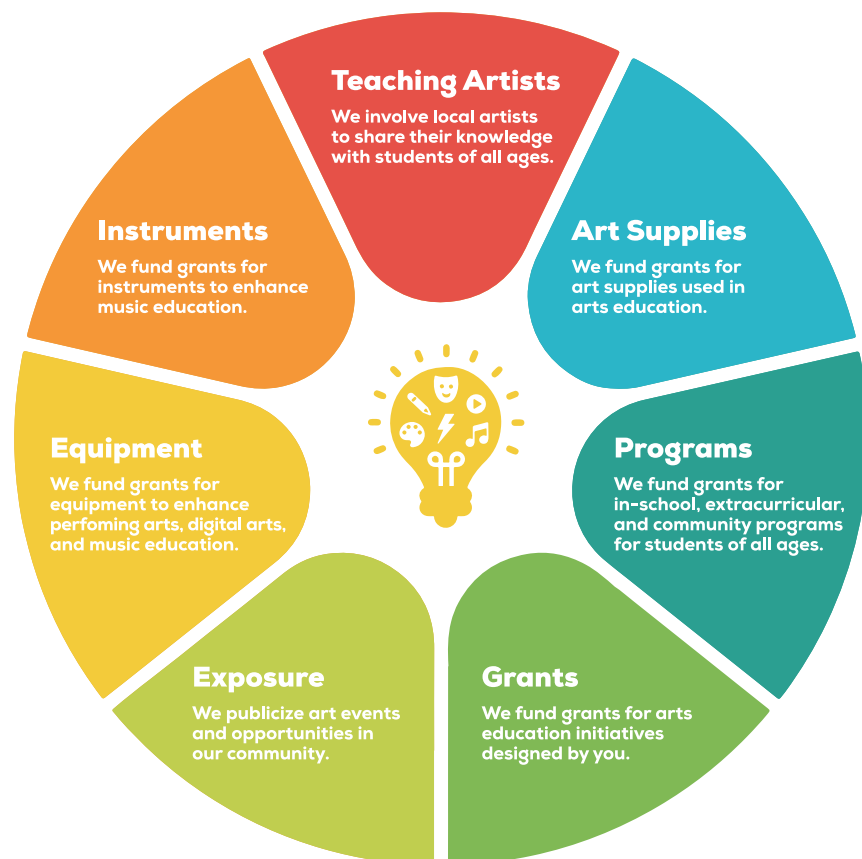 Teaching Artists
We involve local artists
to share their knowledge
with students of all ages.
Art Supplies
We fund grants for
art supplies used in
arts education.
Programs
We fund grants for
in-school, extracurricular,
and community programs
for students of all ages.
Grants
We fund grants for arts
education initiatives
designed by you.
Exposure
We publicize art events
and opportunities in
our community.
Equipment
We fund grants for
equipment to enhance
perfoming arts, digital arts,
and music education.
Instruments
We fund grants for
instruments to enhance
music education.